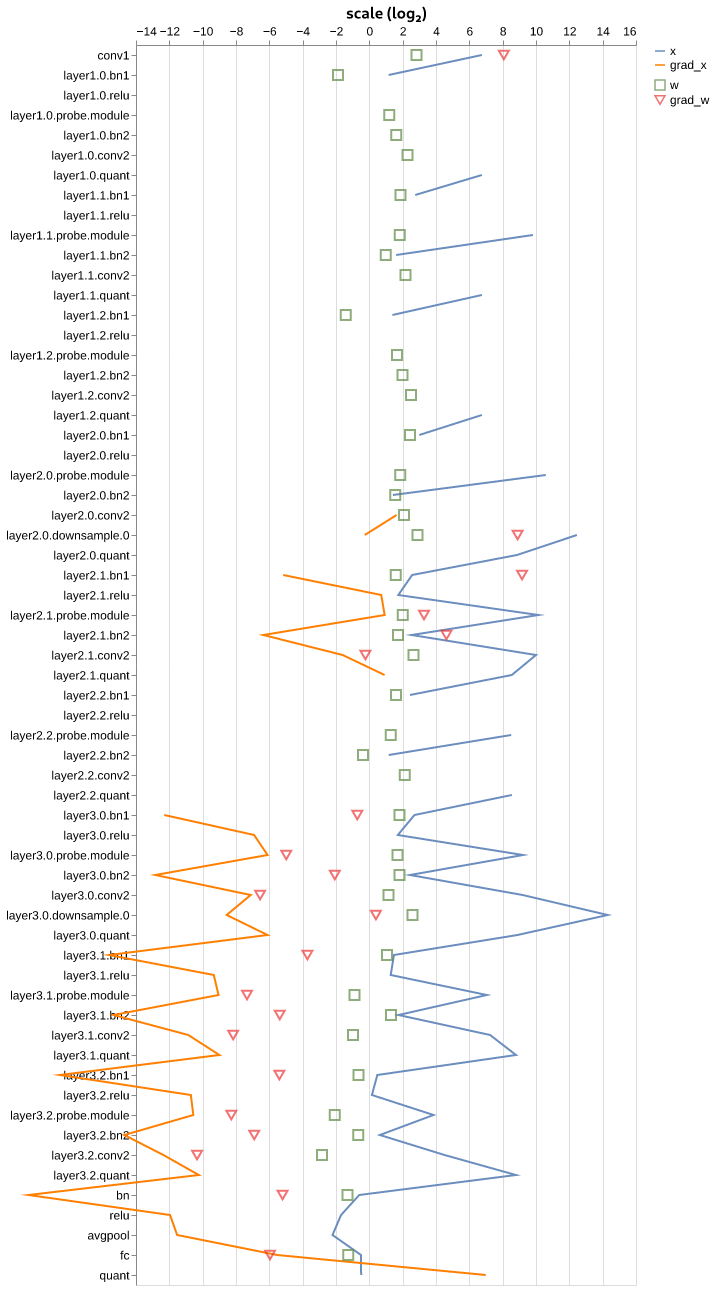 scale (log₂)
−14 −12 −10 −8 −6 −4 −2 0 2 4 6 8 10 12 14 16
x
grad_x
w
grad_w
conv1
layer1.0.bn1
layer1.0.relu
layer1.0.probe.module
layer1.0.bn2
layer1.0.conv2
layer1.0.quant
layer1.1.bn1
layer1.1.relu
layer1.1.probe.module
layer1.1.bn2
layer1.1.conv2
layer1.1.quant
layer1.2.bn1
layer1.2.relu
layer1.2.probe.module
layer1.2.bn2
layer1.2.conv2
layer1.2.quant
layer2.0.bn1
layer2.0.relu
layer2.0.probe.module
layer2.0.bn2
layer2.0.conv2
layer2.0.downsample.0
layer2.0.quant
layer2.1.bn1
layer2.1.relu
layer2.1.probe.module
layer2.1.bn2
layer2.1.conv2
layer2.1.quant
layer2.2.bn1
layer2.2.relu
layer2.2.probe.module
layer2.2.bn2
layer2.2.conv2
layer2.2.quant
layer3.0.bn1
layer3.0.relu
layer3.0.probe.module
layer3.0.bn2
layer3.0.conv2
layer3.0.downsample.0
layer3.0.quant
layer3.1.bn1
layer3.1.relu
layer3.1.probe.module
layer3.1.bn2
layer3.1.conv2
layer3.1.quant
layer3.2.bn1
layer3.2.relu
layer3.2.probe.module
layer3.2.bn2
layer3.2.conv2
layer3.2.quant
bn
relu
avgpool
fc
quant